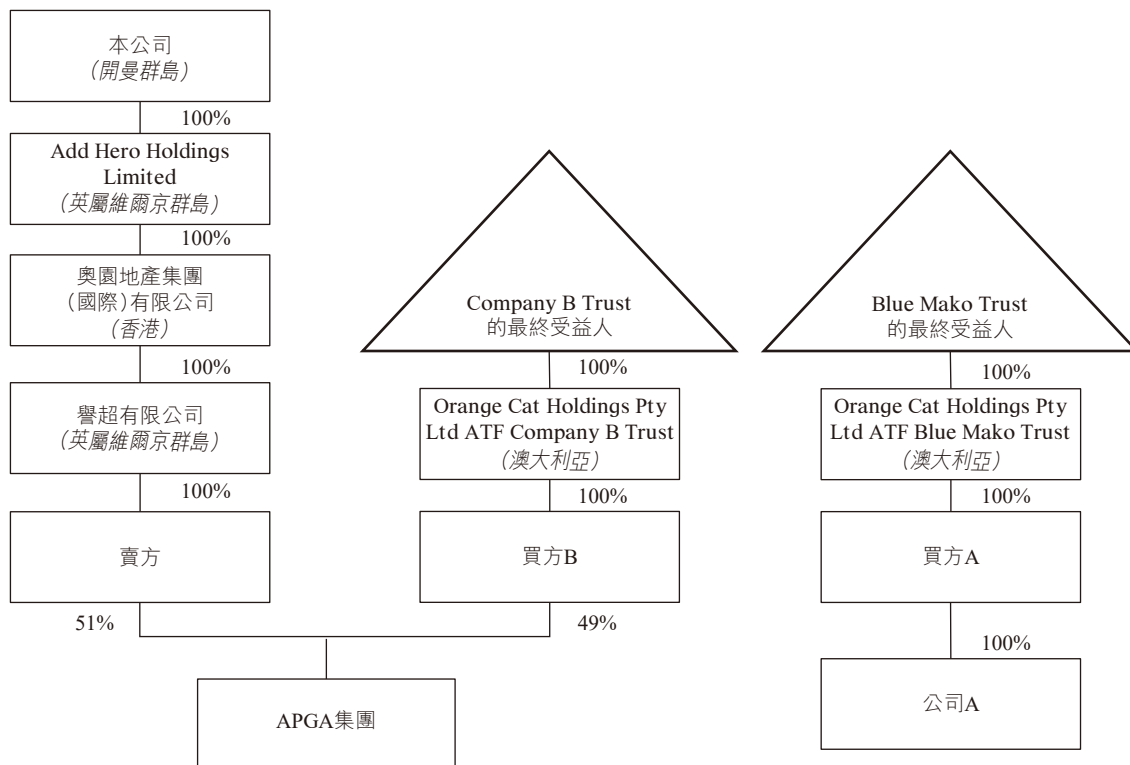 本公司
（開曼群島）
100%
Add Hero Holdings
Limited
（英屬維爾京群島）
100%
奧園地產集團
（國際）有限公司
（香港）
100%
譽超有限公司
（英屬維爾京群島）
100%
賣方
51%
Company B Trust
的最終受益人
100%
Orange Cat Holdings Pty
Ltd ATF Company B Trust
（澳大利亞）
100%
買方B
49%
APGA集團
Blue Mako Trust
的最終受益人
100%
Orange Cat Holdings Pty
Ltd ATF Blue Mako Trust
（澳大利亞）
100%
買方A
100%
公司A